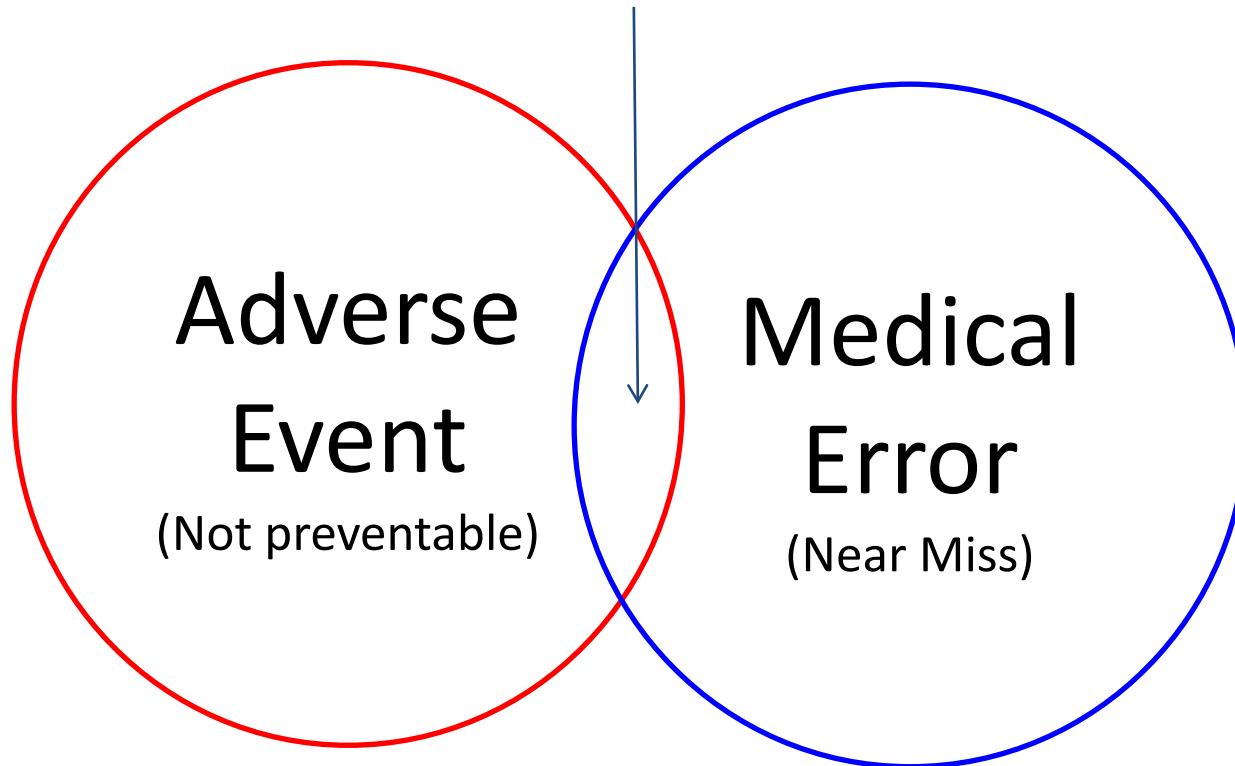 Adverse
Event
(Not preventable)
Medical
Error
(Near Miss)